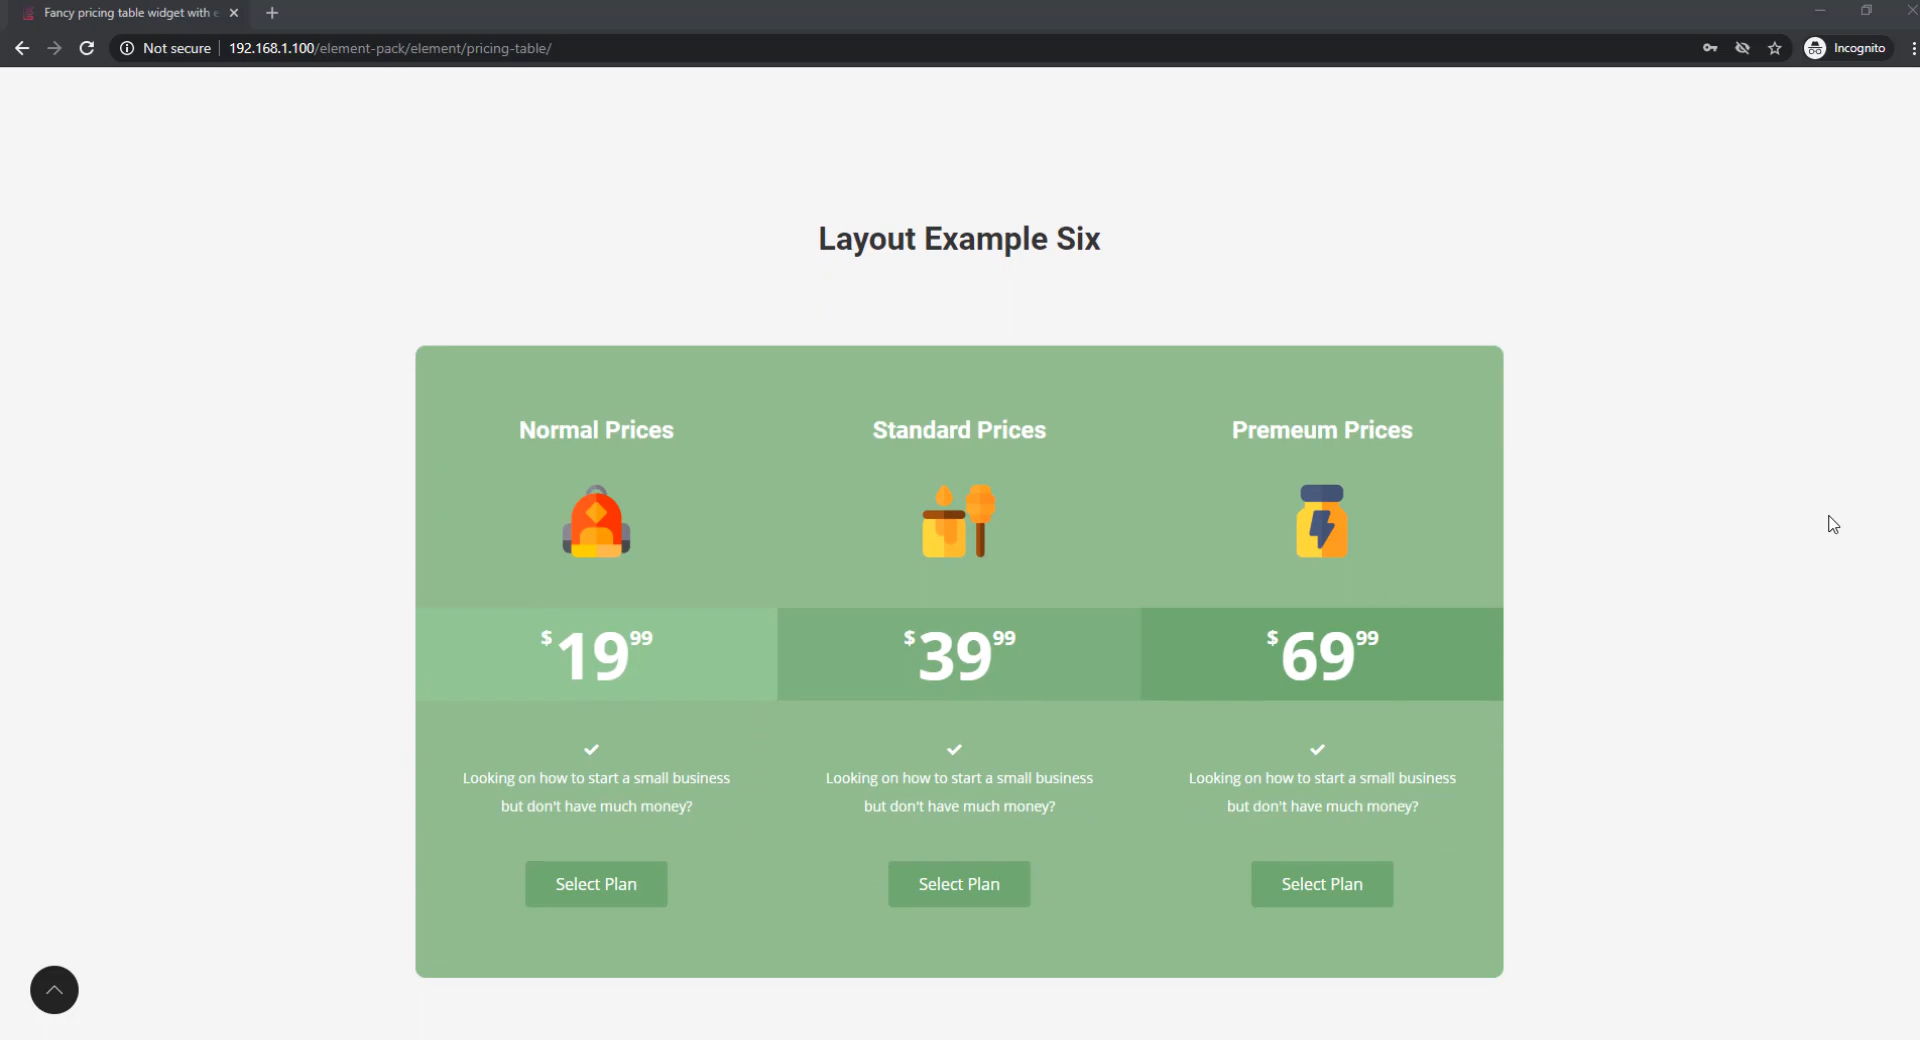 Fancy pricing table widget with e
Not secure
192.168.1.100/element-pack/element/pricing-table/
Incognito
Layout Example Six
Normal Prices
Standard Prices
Premeum Prices
$19 99
$39 99
$69 99
Looking on how to start a small business
but don't have much money?
Looking on how to start a small business
but don't have much money?
Looking on how to start a small business
but don't have much money?
Select Plan
Select Plan
Select Plan